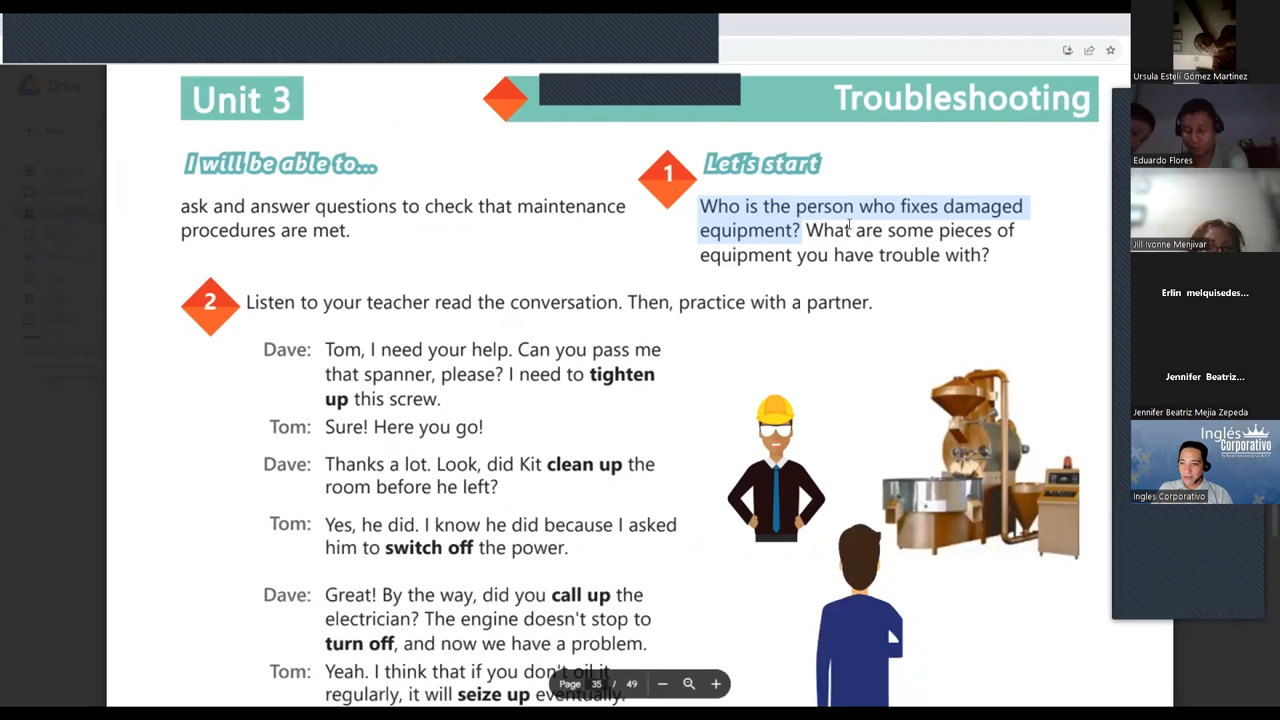 Unit 3
Troubleshooting
I will be able to...
ask and answer questions to check that maintenance
procedures are met.
1
Let's start
Who is the person who fixes damaged
equipment? What are some pieces of
equipment you have trouble with?
2
Listen to your teacher read the conversation. Then, practice with a partner.
Dave: Tom, I need your help. Can you pass me
that spanner, please? I need to tighten
up this screw.
Tom: Sure! Here you go!
Dave: Thanks a lot. Look, did Kit clean up the
room before he left?
Tom: Yes, he did. I know he did because I asked
him to switch off the power.
Dave: Great! By the way, did you call up the
electrician? The engine doesn't stop to
turn off, and now we have a problem.
Tom: Yeah. I think that if you don't oil it
regularly, it will seize up eventually.
Page 35 / 49
Drive
Ursula Estelí Gómez Martinez
Eduardo Flores
Jill Ivonne Menjivar
Erlin melquisedes...
Jennifer Beatriz...
Jennifer Beatriz Mejia Zepeda
Inglés
Corporativo
Ingles Corporativo